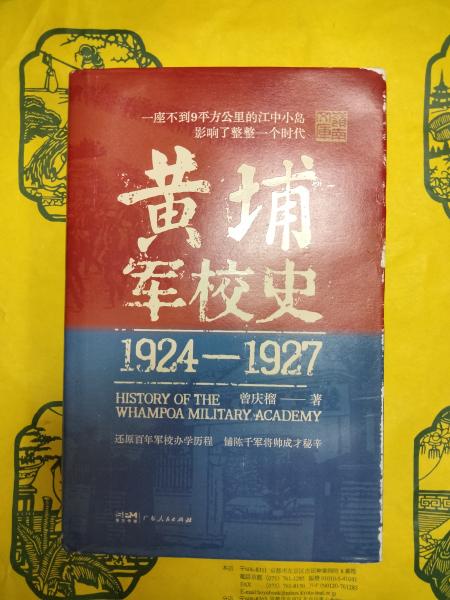 一座不到9平方公里的江中小岛
影响了整整一个时代
黄埔
军校史
1924—1927
HISTORY OF THE
WHAMPOA MILITARY ACADEMY
曾庆榴——著
还原百年军校办学历程 铺陈千军将帅成才秘辛
广东人民出版社
本店